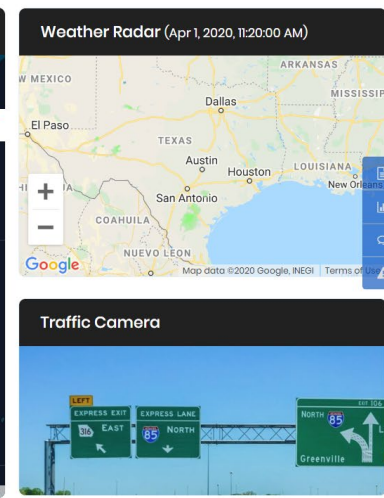 Weather Radar (Apr 1, 2020, 11:20:00 AM)
ARKANSAS
W MEXICO
MISSISSIP
Dallas
El Paso
TEXAS
Austin
Houston
LOUISIANA
New Orleans
San Antonio
COAHUILA
NUEVO LEON
Google
Map data ©2020 Google, INEGI
Terms of Use
Traffic Camera
LEFT
EXPRESS EXIT
316 EAST
EXPRESS LANE
85 NORTH
EXIT 106
NORTH 85
Greenville